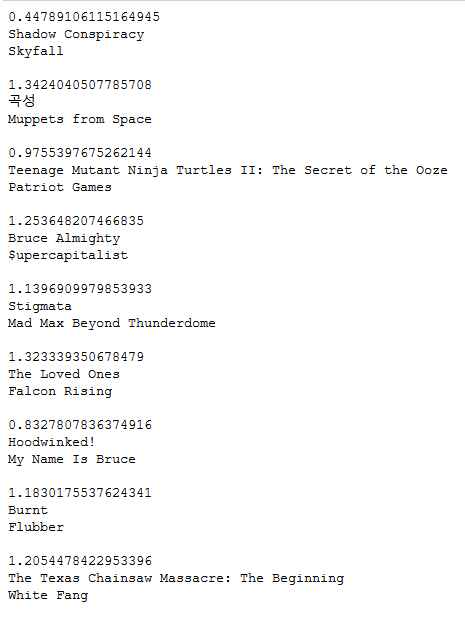 0.44789106115164945
Shadow Conspiracy
Skyfall
1.3424040507785708
곡성
Muppets from Space
0.9755397675262144
Teenage Mutant Ninja Turtles II: The Secret of the Ooze
Patriot Games
1.253648207466835
Bruce Almighty
$upercapitalist
1.1396909979853933
Stigmata
Mad Max Beyond Thunderdome
1.323339350678479
The Loved Ones
Falcon Rising
0.8327807836374916
Hoodwinked!
My Name Is Bruce
1.1830175537624341
Burnt
Flubber
1.2054478422953396
The Texas Chainsaw Massacre: The Beginning
White Fang